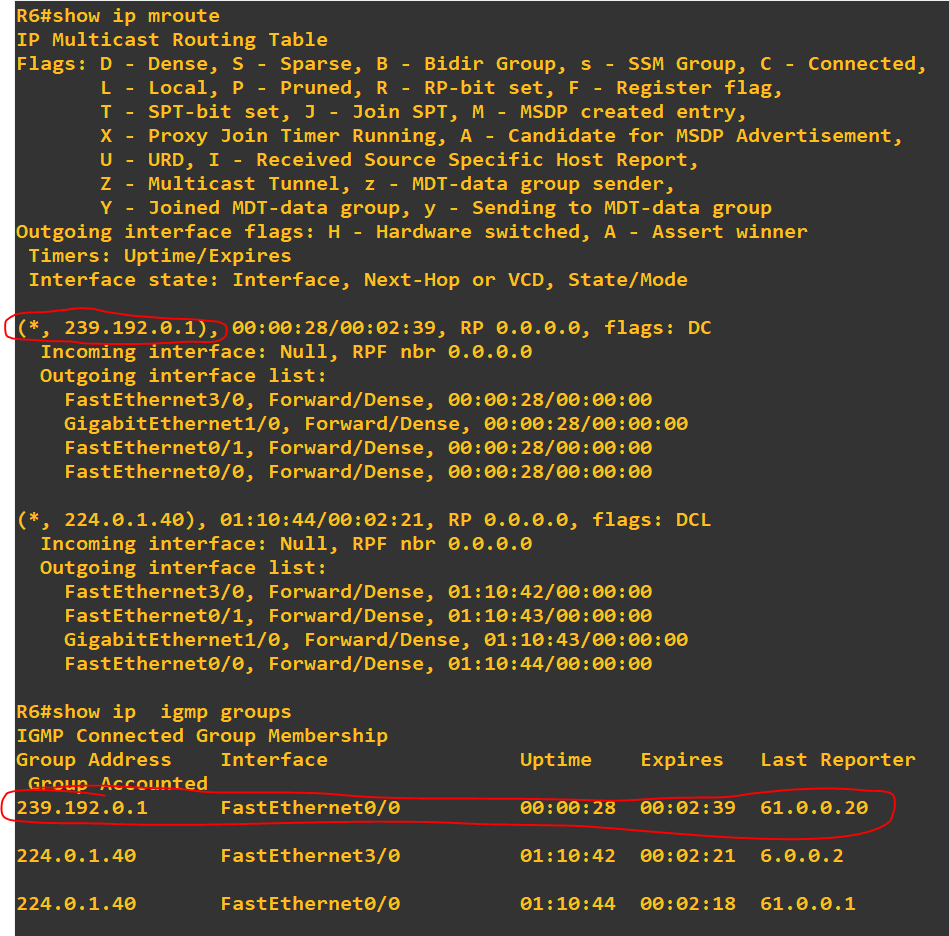 R6#show ip mroute
IP Multicast Routing Table
Flags: D - Dense, S - Sparse, B - Bidir Group, s - SSM Group, C - Connected,
L - Local, P - Pruned, R - RP-bit set, F - Register flag,
T - SPT-bit set, J - Join SPT, M - MSDP created entry,
X - Proxy Join Timer Running, A - Candidate for MSDP Advertisement,
U - URD, I - Received Source Specific Host Report,
Z - Multicast Tunnel, z - MDT-data group sender,
Y - Joined MDT-data group, y - Sending to MDT-data group
Outgoing interface flags: H - Hardware switched, A - Assert winner
Timers: Uptime/Expires
Interface state: Interface, Next-Hop or VCD, State/Mode
(*, 239.192.0.1), 00:00:28/00:02:39, RP 0.0.0.0, flags: DC
Incoming interface: Null, RPF nbr 0.0.0.0
Outgoing interface list:
FastEthernet3/0, Forward/Dense, 00:00:28/00:00:00
GigabitEthernet1/0, Forward/Dense, 00:00:28/00:00:00
FastEthernet0/1, Forward/Dense, 00:00:28/00:00:00
FastEthernet0/0, Forward/Dense, 00:00:28/00:00:00
(*, 224.0.1.40), 01:10:44/00:02:21, RP 0.0.0.0, flags: DCL
Incoming interface: Null, RPF nbr 0.0.0.0
Outgoing interface list:
FastEthernet3/0, Forward/Dense, 01:10:42/00:00:00
FastEthernet0/1, Forward/Dense, 01:10:43/00:00:00
GigabitEthernet1/0, Forward/Dense, 01:10:43/00:00:00
FastEthernet0/0, Forward/Dense, 01:10:44/00:00:00
R6#show ip  igmp groups
IGMP Connected Group Membership
Group Address    Interface                Uptime    Expires   Last Reporter
Group Accounted
239.192.0.1      FastEthernet0/0          00:00:28  00:02:39  61.0.0.20
224.0.1.40       FastEthernet3/0          01:10:42  00:02:21  6.0.0.2
224.0.1.40       FastEthernet0/0          01:10:44  00:02:18  61.0.0.1